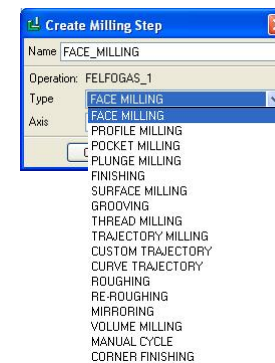 Create Milling Step
Name FACE_MILLING
Operation: FELFOGAS_1
Type FACE MILLING
Axis
FACE MILLING
PROFILE MILLING
POCKET MILLING
PLUNGE MILLING
FINISHING
SURFACE MILLING
GROOVING
THREAD MILLING
TRAJECTORY MILLING
CUSTOM TRAJECTORY
CURVE TRAJECTORY
ROUGHING
RE-ROUGHING
MIRRORING
VOLUME MILLING
MANUAL CYCLE
CORNER FINISHING